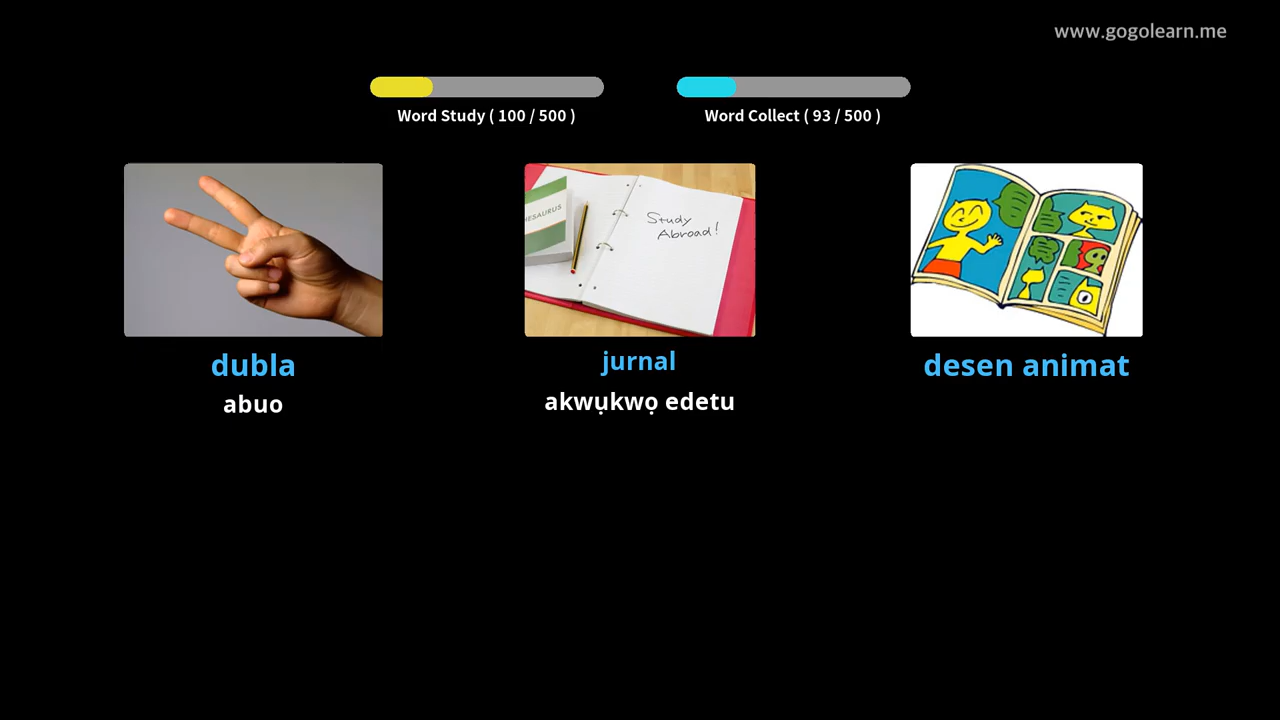 www.gogolearn.me
Word Study ( 100 / 500 )
Word Collect ( 93 / 500 )
HESAURUS
Study
Abroad!
dubla
jurnal
desen animat
abuo
akwụkwọ edetu